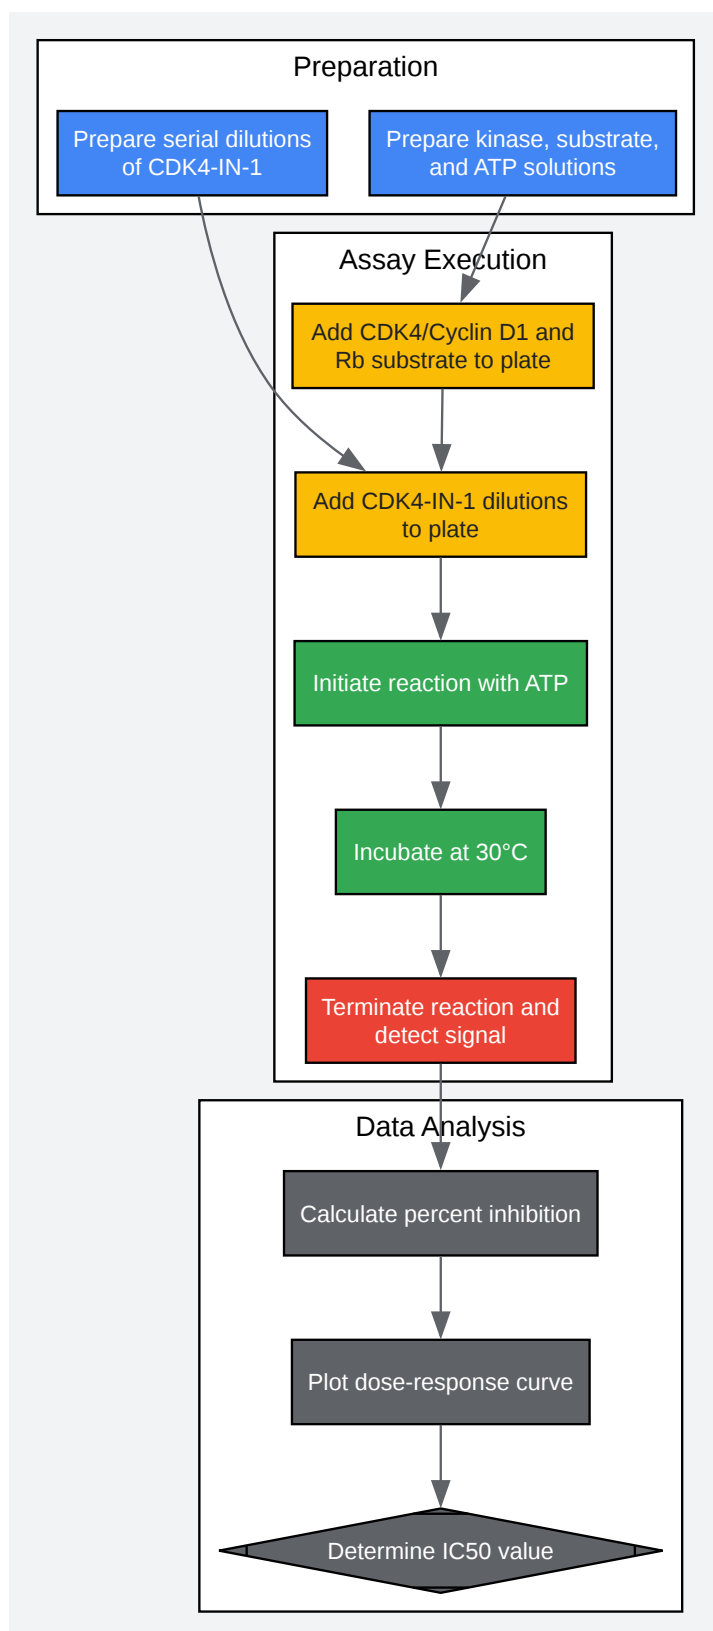 Preparation
Prepare serial dilutions
of CDK4-IN-1
Prepare kinase, substrate,
and ATP solutions
Assay Execution
Add CDK4/Cyclin D1 and
Rb substrate to plate
Add CDK4-IN-1 dilutions
to plate
Initiate reaction with ATP
Incubate at 30°C
Terminate reaction and
detect signal
Data Analysis
Calculate percent inhibition
Plot dose-response curve
Determine IC50 value